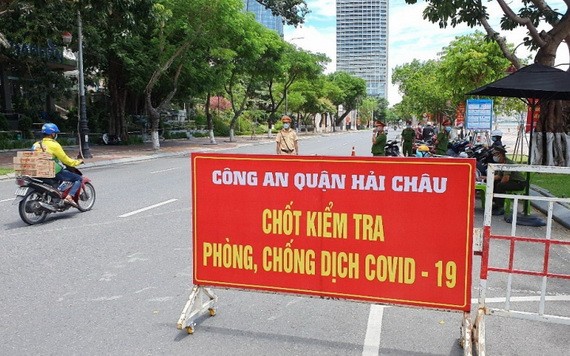 CÔNG AN QUẬN HẢI CHÂU
CHỐT KIỂM TRA
PHÒNG, CHỐNG DỊCH COVID - 19